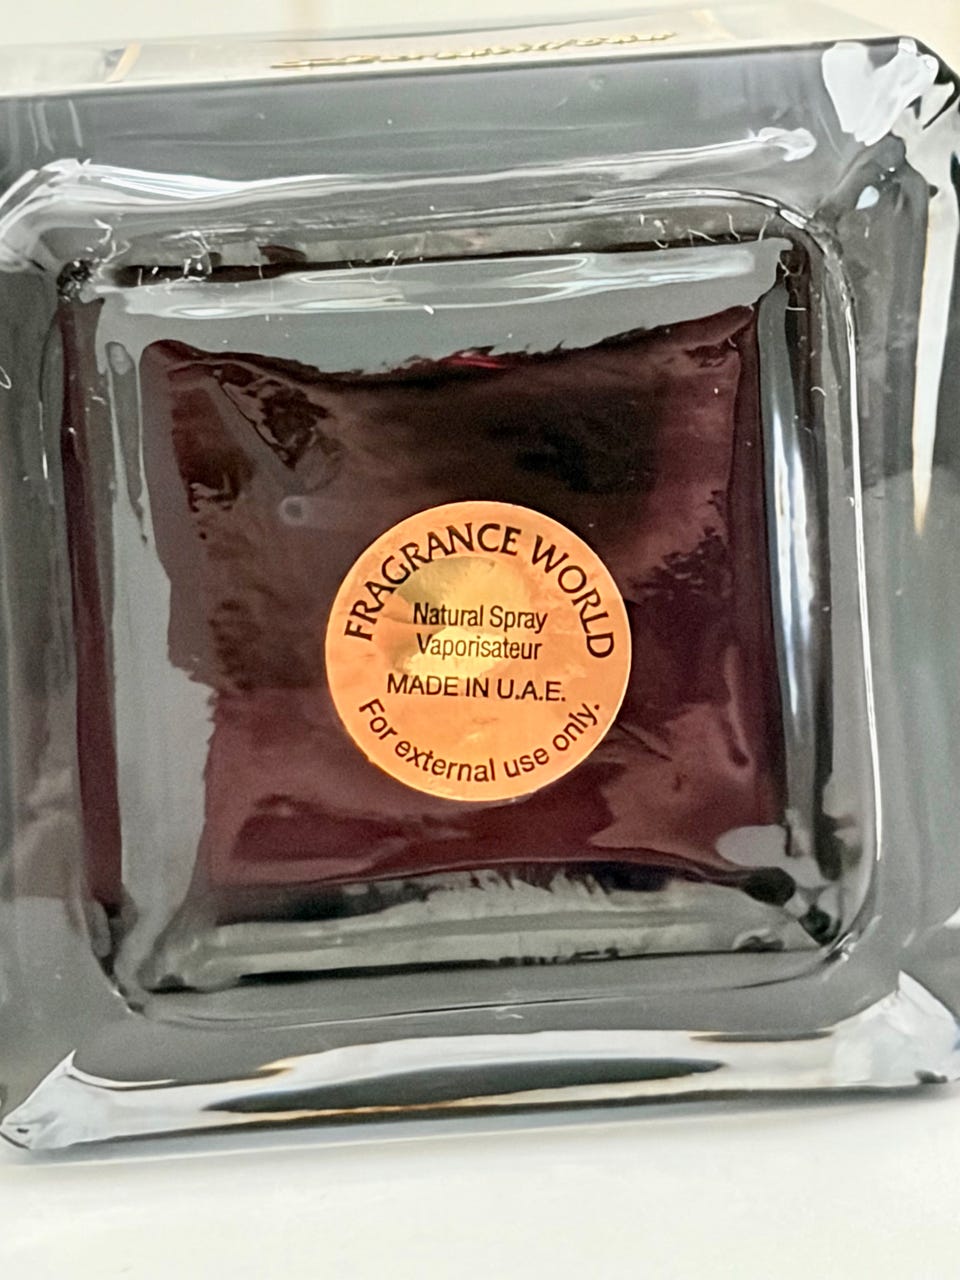 FRAGRANCE WORLD
Natural Spray
Vaporisateur
MADE IN U.A.E.
For external use only.